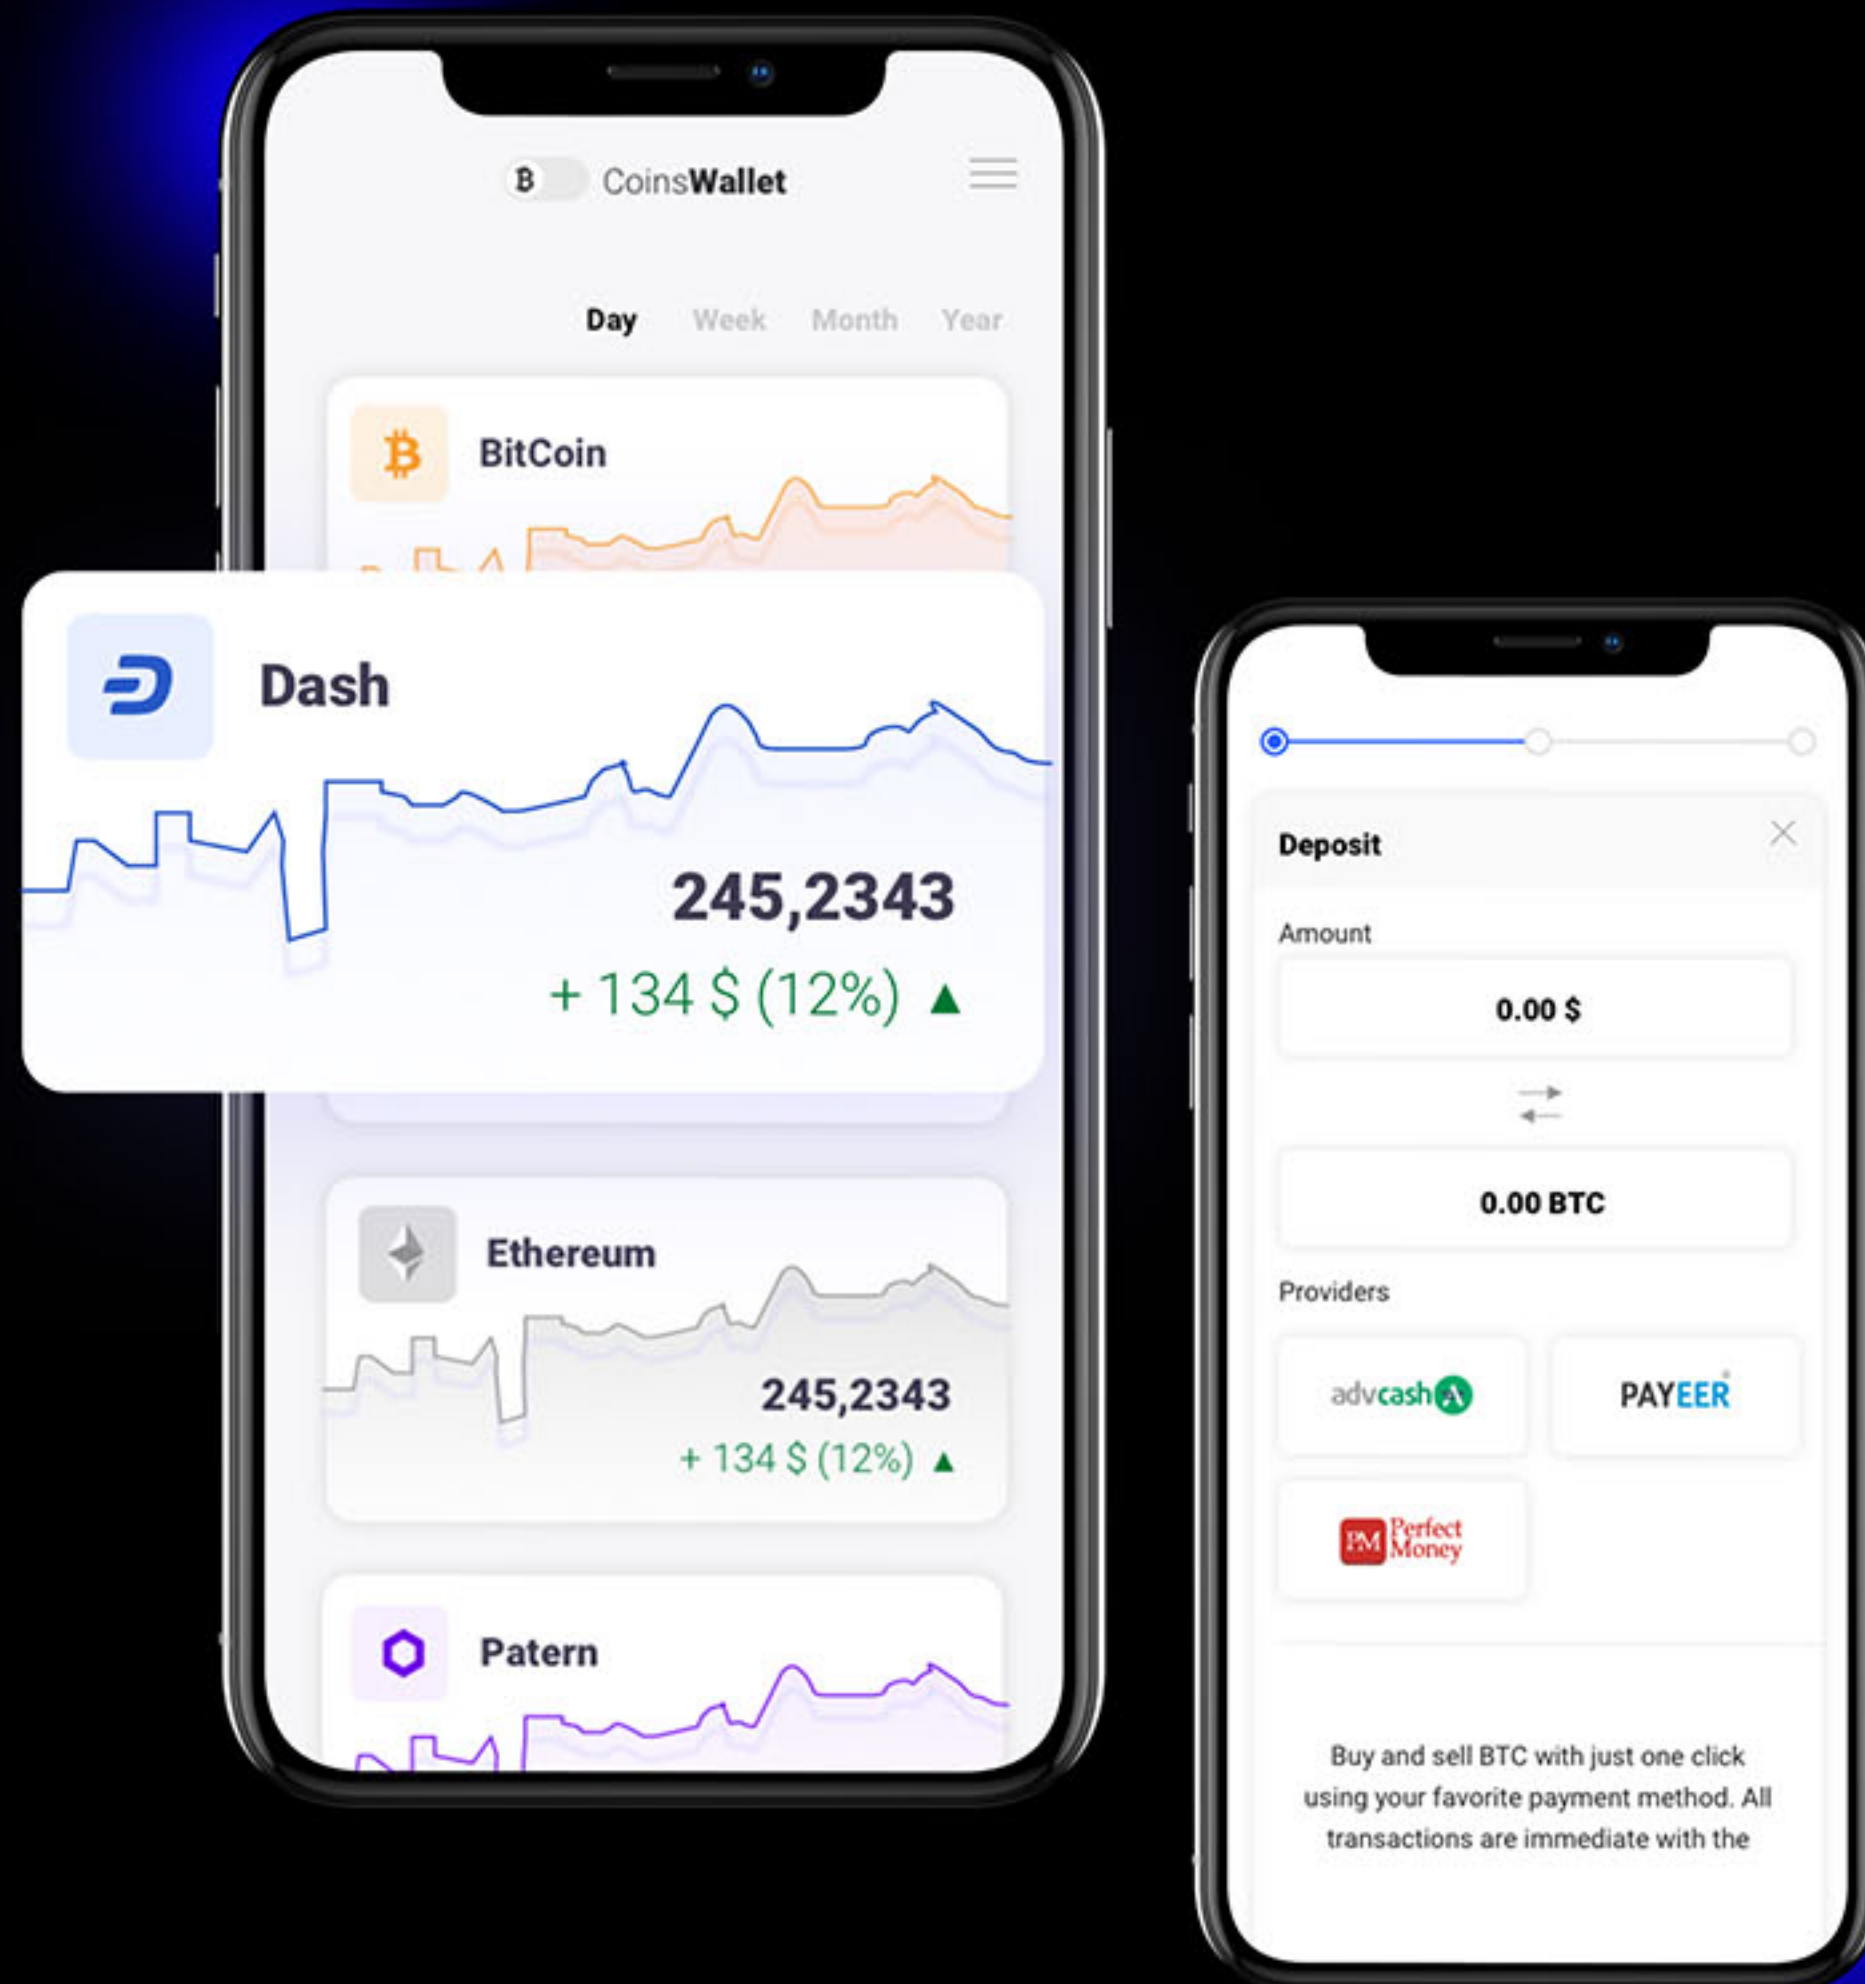 CoinsWallet
Day Week Month Year
BitCoin
Dash
245,2343
+ 134 $ (12%) ▲
Ethereum
245,2343
+ 134 $ (12%) ▲
Patern
Deposit
Amount
0.00 $
0.00 BTC
Providers
advcash
PAYEER
PM Perfect
Money
Buy and sell BTC with just one click
using your favorite payment method. All
transactions are immediate with the